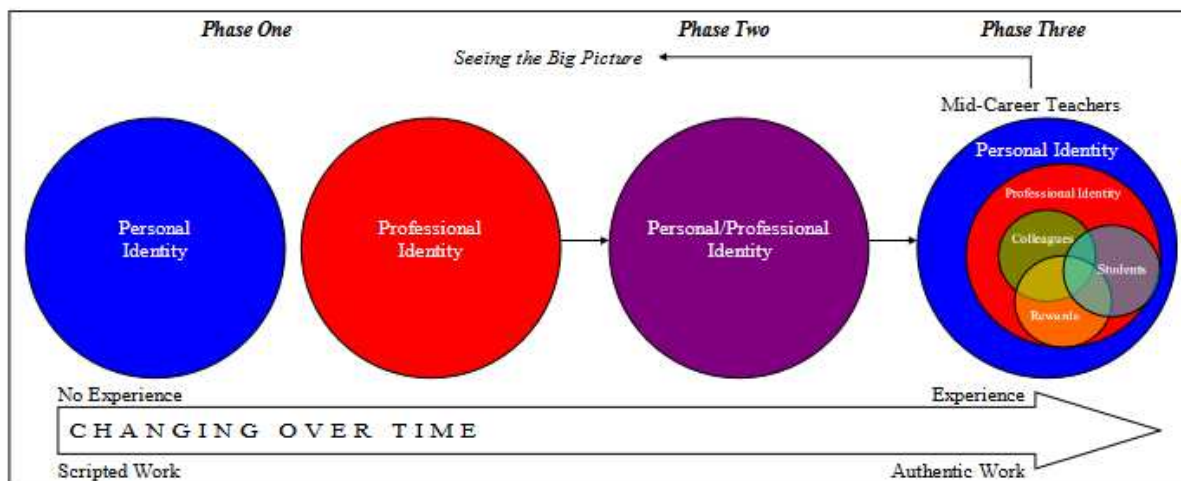 Phase One
Phase Two
Phase Three
Seeing the Big Picture
Mid-Career Teachers
Personal
Identity
Professional
Identity
Personal/Professional
Identity
Personal Identity
Professional Identity
Colleagues
Students
Rewards
No Experience
Experience
CHANGING OVER TIME
Scripted Work
Authentic Work